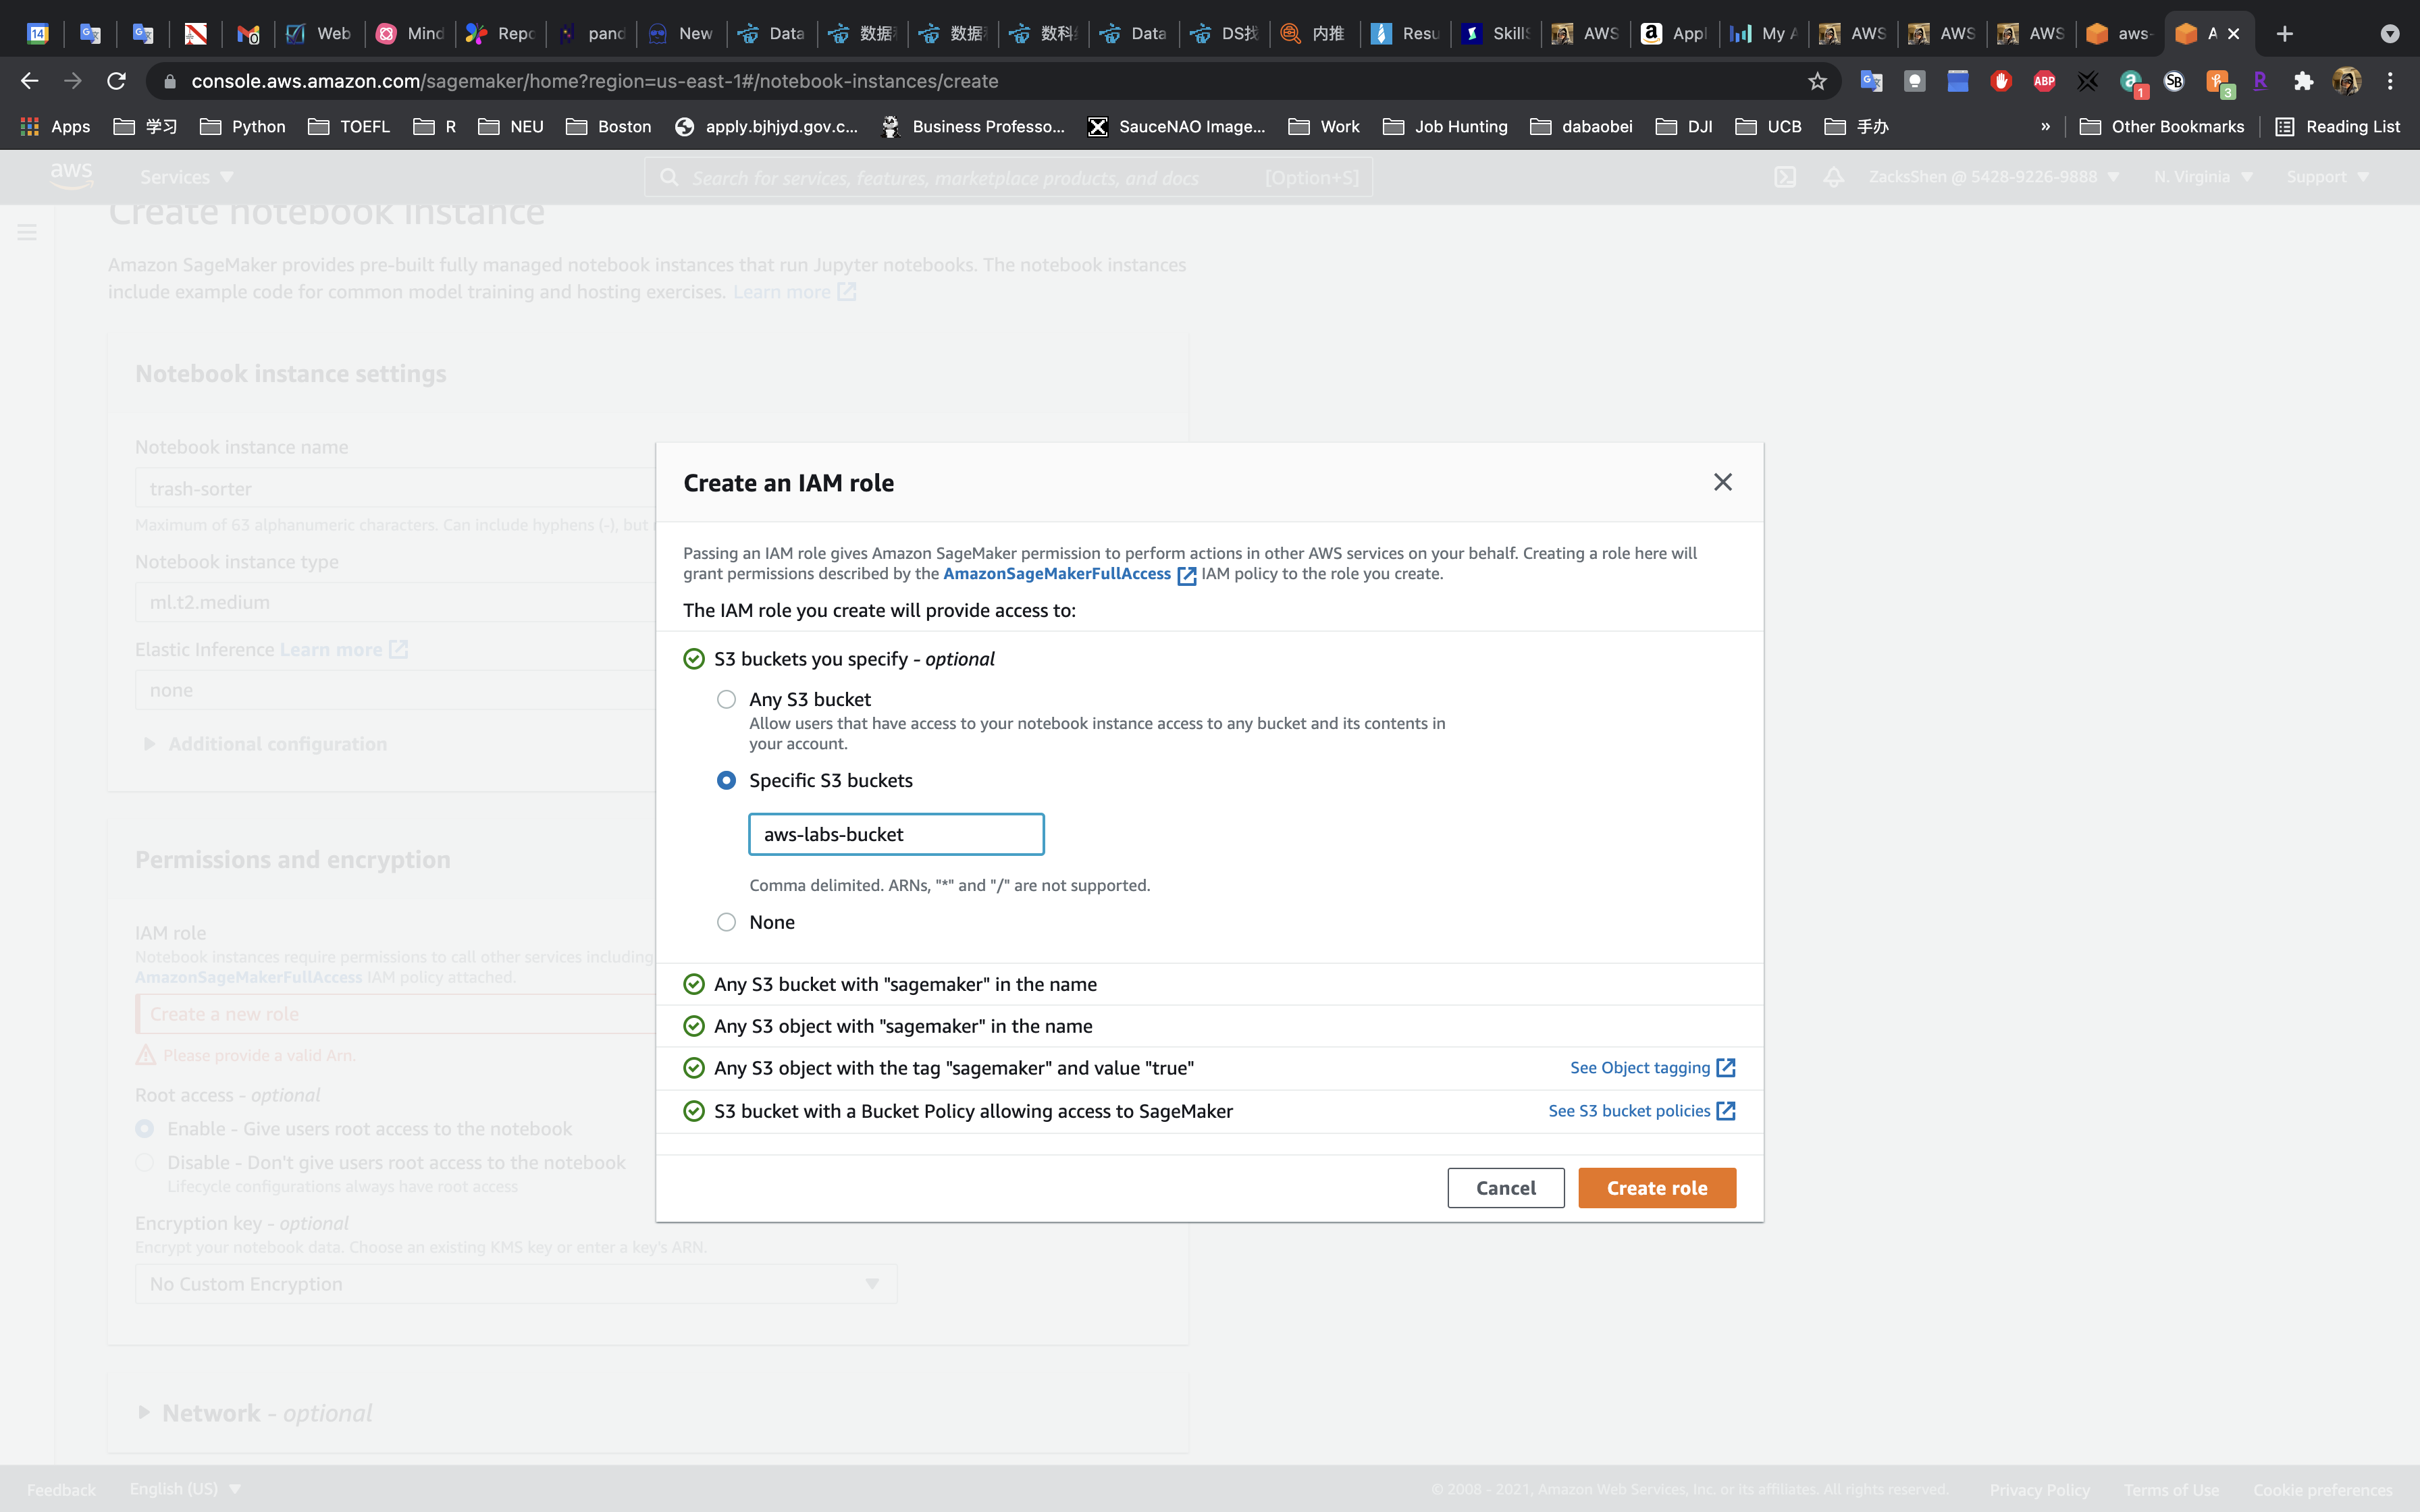 14
Web
Mind
Repo
pand
New
Data
数据
数据
数科
Data
DS找
内推
Resu
Skill
AWS
Appl
My A
AWS
AWS
AWS
aws-
A
console.aws.amazon.com/sagemaker/home?region=us-east-1#/notebook-instances/create
ABP
1
SB
3
R
Apps
学习
Python
TOEFL
R
NEU
Boston
apply.bjhjyd.gov.c...
Business Professo...
SauceNAO Image...
Work
Job Hunting
dabaobei
DJI
UCB
手办
»
Other Bookmarks
Reading List
aws
Services
Search for services, features, marketplace products, and docs
[Option+S]
ZacksShen @ 5428-9226-9888
N. Virginia
Support
Create notebook instance
Amazon SageMaker provides pre-built fully managed notebook instances that run Jupyter notebooks. The notebook instances
include example code for common model training and hosting exercises. Learn more
Notebook instance settings
Notebook instance name
trash-sorter
Maximum of 63 alphanumeric characters. Can include hyphens (-), but
Notebook instance type
ml.t2.medium
Elastic Inference Learn more
none
Additional configuration
Permissions and encryption
IAM role
Notebook instances require permissions to call other services including
AmazonSageMakerFullAccess IAM policy attached.
Create a new role
Please provide a valid Arn.
Root access - optional
Enable - Give users root access to the notebook
Disable - Don't give users root access to the notebook
Lifecycle configurations always have root access
Encryption key - optional
Encrypt your notebook data. Choose an existing KMS key or enter a key's ARN.
No Custom Encryption
Network - optional
Create an IAM role
Passing an IAM role gives Amazon SageMaker permission to perform actions in other AWS services on your behalf. Creating a role here will
grant permissions described by the AmazonSageMakerFullAccess IAM policy to the role you create.
The IAM role you create will provide access to:
S3 buckets you specify - optional
Any S3 bucket
Allow users that have access to your notebook instance access to any bucket and its contents in
your account.
Specific S3 buckets
aws-labs-bucket
Comma delimited. ARNs, "*" and "/" are not supported.
None
Any S3 bucket with "sagemaker" in the name
Any S3 object with "sagemaker" in the name
Any S3 object with the tag "sagemaker" and value "true"
See Object tagging
S3 bucket with a Bucket Policy allowing access to SageMaker
See S3 bucket policies
Cancel
Create role
Feedback
English (US)
© 2008 - 2021, Amazon Web Services, Inc. or its affiliates. All rights reserved.
Privacy Policy
Terms of Use
Cookie preferences